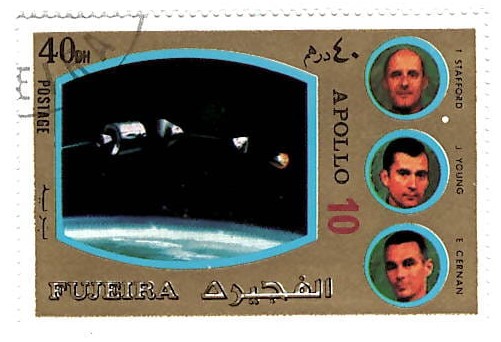 40DH
٤٠ درهم
POSTAGE
بريد
APOLLO 10
T STAFFORD
J. YOUNG
E. CERNAN
FUJEIRA الفجيرة